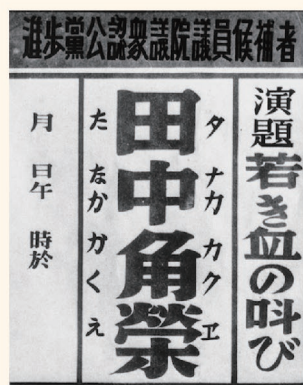 進歩黨公認衆議院議員候補者
演題 若き血の叫び
タナカカクヱ
田中角榮
たなかかくえ
月 日午 時於